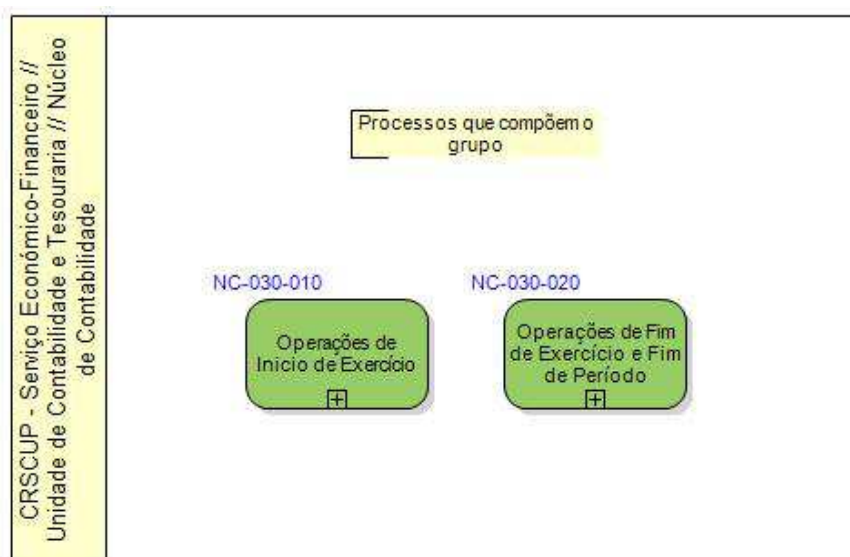 CRSCUP - Serviço Económico-Financeiro //
Unidade de Contabilidade e Tesouraria // Núcleo
de Contabilidade
Processos que compõem o
grupo
NC-030-010
Operações de
Inicio de Exercício
NC-030-020
Operações de Fim
de Exercício e Fim
de Período